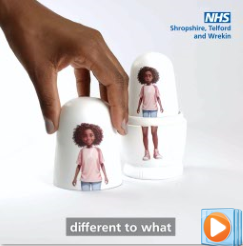 NHS
Shropshire, Telford
and Wrekin
different to what